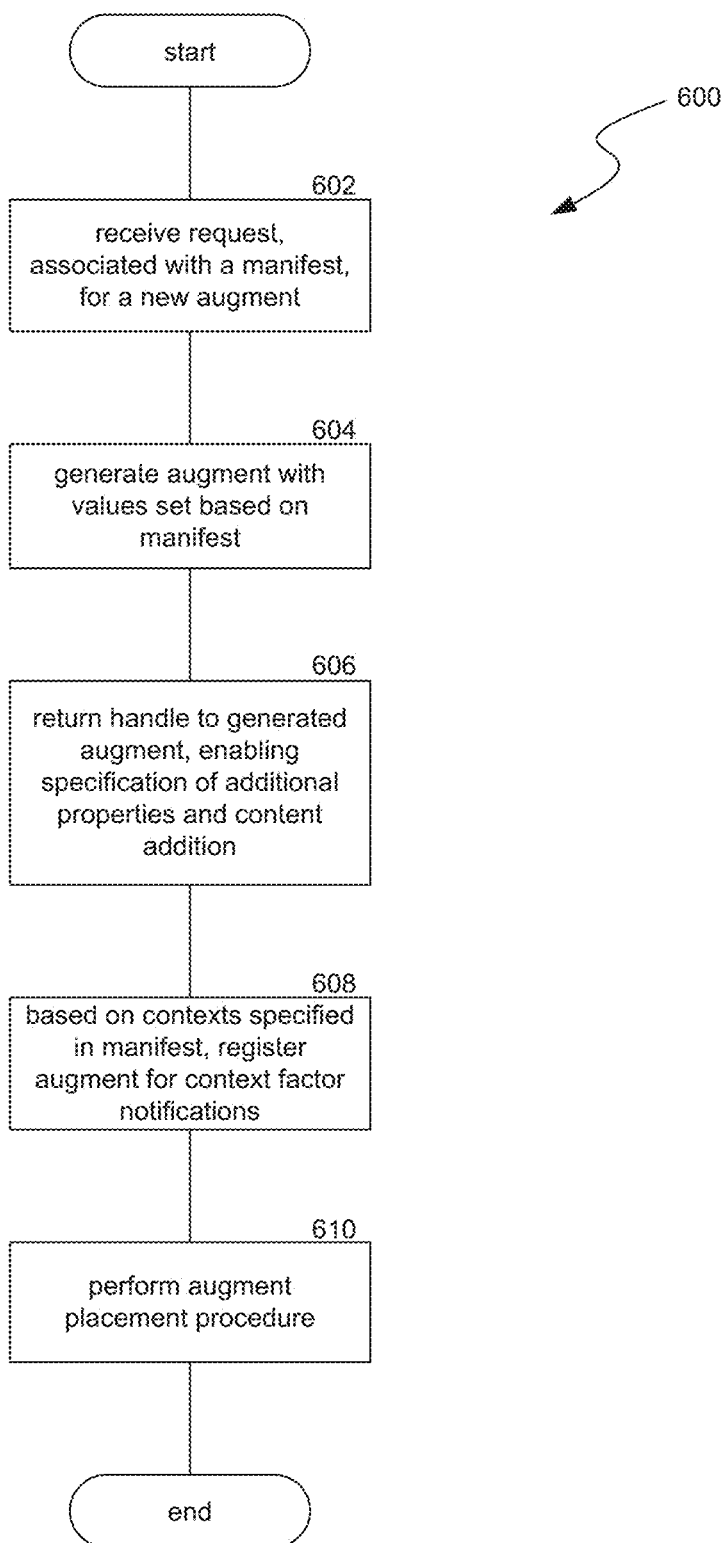 start
600
602
receive request,
associated with a manifest,
for a new augment
604
generate augment with
values set based on
manifest
606
return handle to generated
augment, enabling
specification of additional
properties and content
addition
608
based on contexts specified
in manifest, register
augment for context factor
notifications
610
perform augment
placement procedure
end